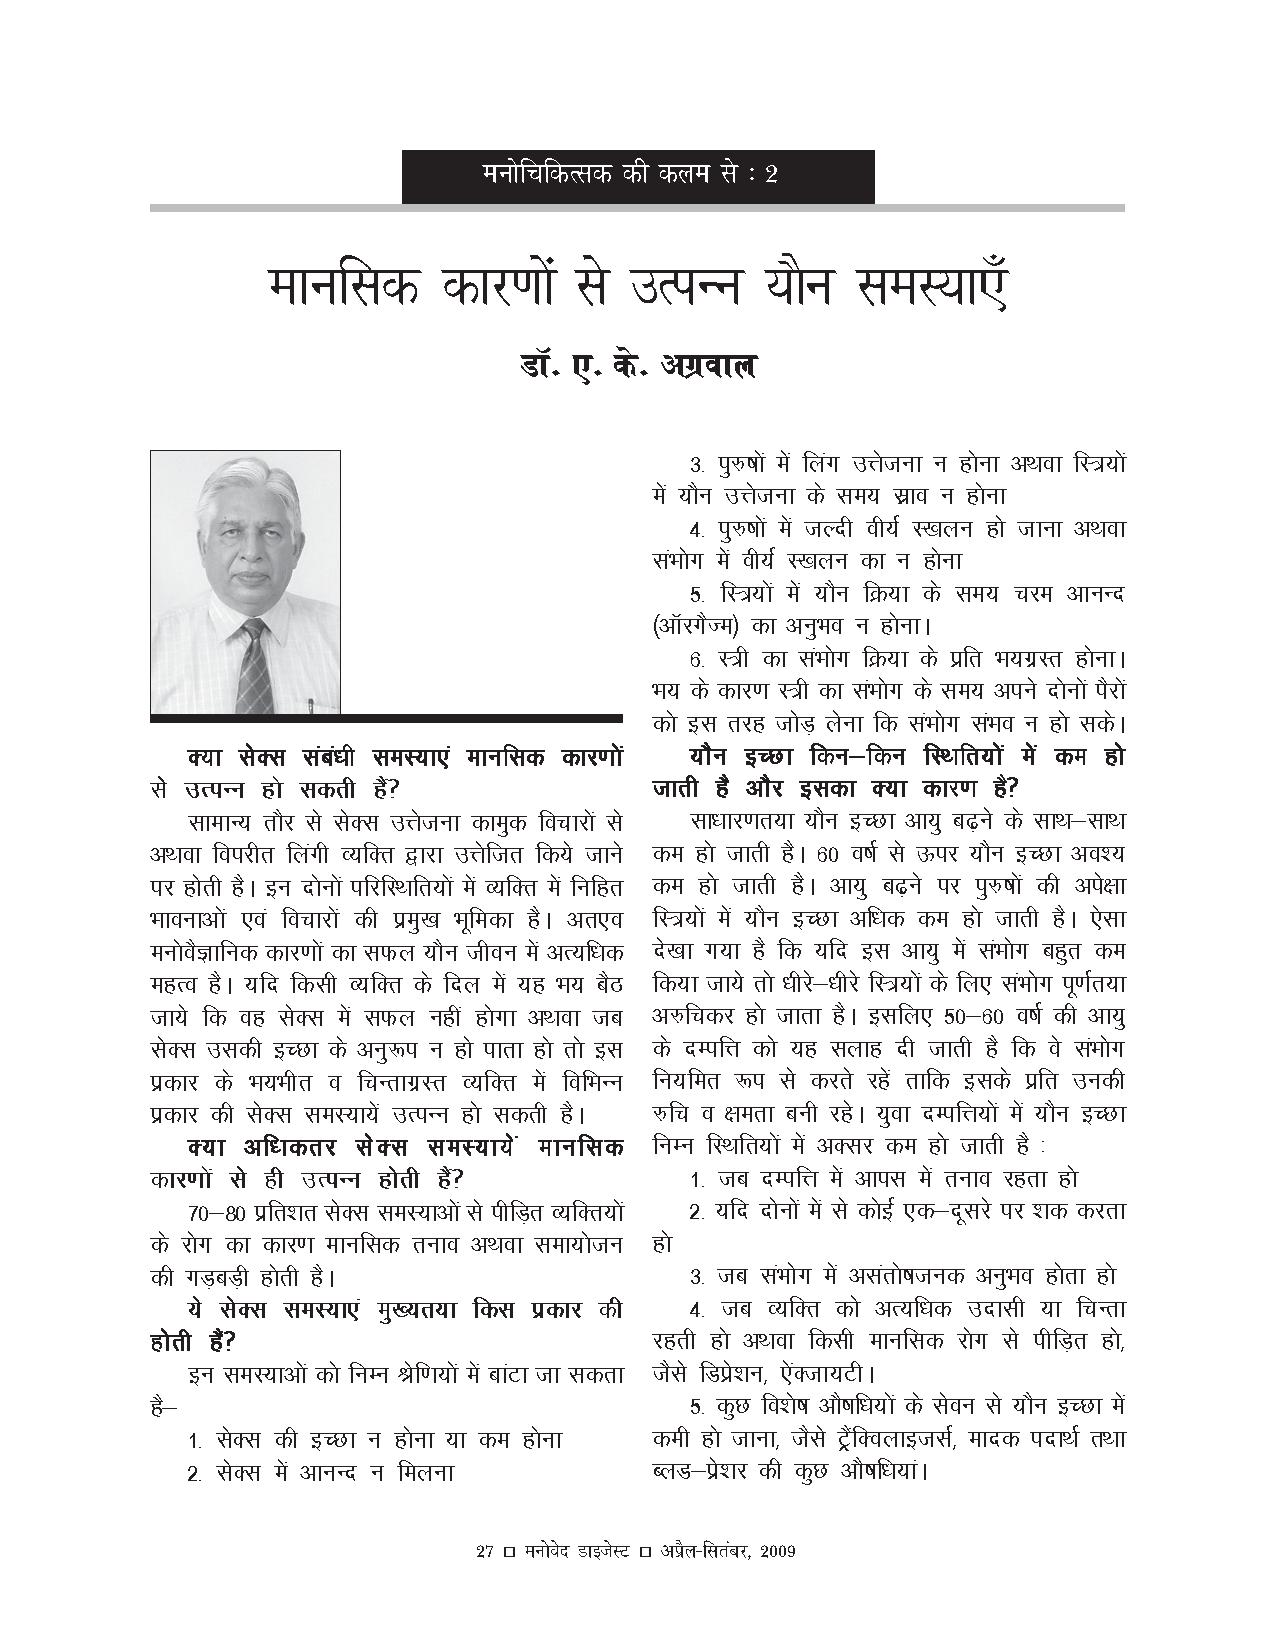 मनोचिकित्सक की कलम से : 2
मानसिक कारणों से उत्पन्न यौन समस्याएँ
डॉ. ए. के. अग्रवाल
क्या सेक्स संबंधी समस्याएं मानसिक कारणों
से उत्पन्न हो सकती हैं?
सामान्य तौर से सेक्स उत्तेजना कामुक विचारों से
अथवा विपरीत लिंगी व्यक्ति द्वारा उत्तेजित किये जाने
पर होती है। इन दोनों परिस्थितियों में व्यक्ति में निहित
भावनाओं एवं विचारों की प्रमुख भूमिका है। अतएव
मनोवैज्ञानिक कारणों का सफल यौन जीवन में अत्यधिक
महत्व है। यदि किसी व्यक्ति के दिल में यह भय बैठ
जाये कि वह सेक्स में सफल नहीं होगा अथवा जब
सेक्स उसकी इच्छा के अनुरूप न हो पाता हो तो इस
प्रकार के भयभीत व चिन्ताग्रस्त व्यक्ति में विभिन्न
प्रकार की सेक्स समस्यायें उत्पन्न हो सकती है।
क्या अधिकतर सेक्स समस्यायें मानसिक
कारणों से ही उत्पन्न होती हैं?
70–80 प्रतिशत सेक्स समस्याओं से पीड़ित व्यक्तियों
के रोग का कारण मानसिक तनाव अथवा समायोजन
की गड़बड़ी होती है।
ये सेक्स समस्याएं मुख्यतया किस प्रकार की
होती हैं?
इन समस्याओं को निम्न श्रेणियों में बांटा जा सकता
है–
1. सेक्स की इच्छा न होना या कम होना
2. सेक्स में आनन्द न मिलना
3. पुरुषों में लिंग उत्तेजना न होना अथवा स्त्रियों
में यौन उत्तेजना के समय स्राव न होना
4. पुरुषों में जल्दी वीर्य स्खलन हो जाना अथवा
संभोग में वीर्य स्खलन का न होना
5. स्त्रियों में यौन क्रिया के समय चरम आनन्द
(ऑरगैज्म) का अनुभव न होना।
6. स्त्री का संभोग क्रिया के प्रति भयग्रस्त होना।
भय के कारण स्त्री का संभोग के समय अपने दोनों पैरों
को इस तरह जोड़ लेना कि संभोग संभव न हो सके।
यौन इच्छा किन–किन स्थितियों में कम हो
जाती है और इसका क्या कारण है?
साधारणतया यौन इच्छा आयु बढ़ने के साथ–साथ
कम हो जाती है। 60 वर्ष से ऊपर यौन इच्छा अवश्य
कम हो जाती है। आयु बढ़ने पर पुरुषों की अपेक्षा
स्त्रियों में यौन इच्छा अधिक कम हो जाती है। ऐसा
देखा गया है कि यदि इस आयु में संभोग बहुत कम
किया जाये तो धीरे–धीरे स्त्रियों के लिए संभोग पूर्णतया
अरुचिकर हो जाता है। इसलिए 50–60 वर्ष की आयु
के दम्पत्ति को यह सलाह दी जाती है कि वे संभोग
नियमित रूप से करते रहें ताकि इसके प्रति उनकी
रुचि व क्षमता बनी रहे। युवा दम्पत्तियों में यौन इच्छा
निम्न स्थितियों में अक्सर कम हो जाती है :
1. जब दम्पत्ति में आपस में तनाव रहता हो
2. यदि दोनों में से कोई एक–दूसरे पर शक करता
हो
3. जब संभोग में असंतोषजनक अनुभव होता हो
4. जब व्यक्ति को अत्यधिक उदासी या चिन्ता
रहती हो अथवा किसी मानसिक रोग से पीड़ित हो,
जैसे डिप्रेशन, ऐंक्जायटी।
5. कुछ विशेष औषधियों के सेवन से यौन इच्छा में
कमी हो जाना, जैसे ट्रैंक्विलाइजर्स, मादक पदार्थ तथा
ब्लड–प्रेशर की कुछ औषधियां।
27 □ मनोवेद डाइजेस्ट □ अप्रैल-सितंबर, 2009